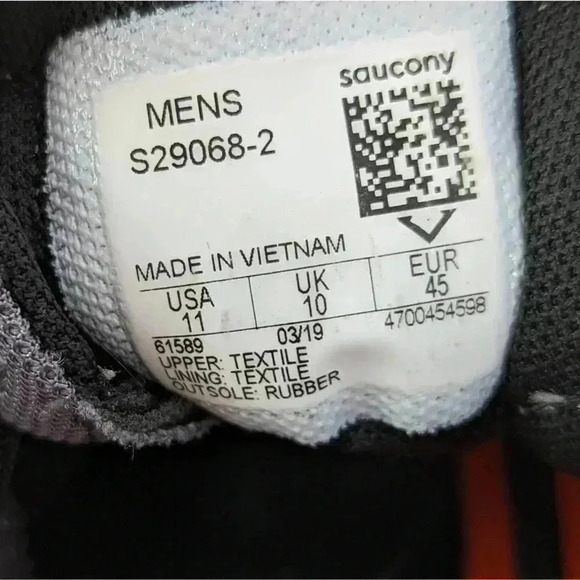 saucony
MENS
S29068-2
MADE IN VIETNAM
USA UK EUR
11 10 45
61589 03/19 4700454598
UPPER: TEXTILE
LINING: TEXTILE
OUTSOLE: RUBBER